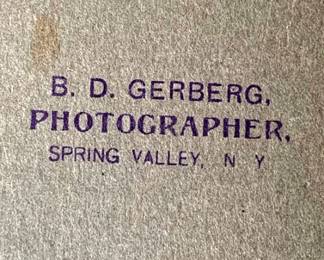 B. D. GERBERG,
PHOTOGRAPHER,
SPRING VALLEY, N Y